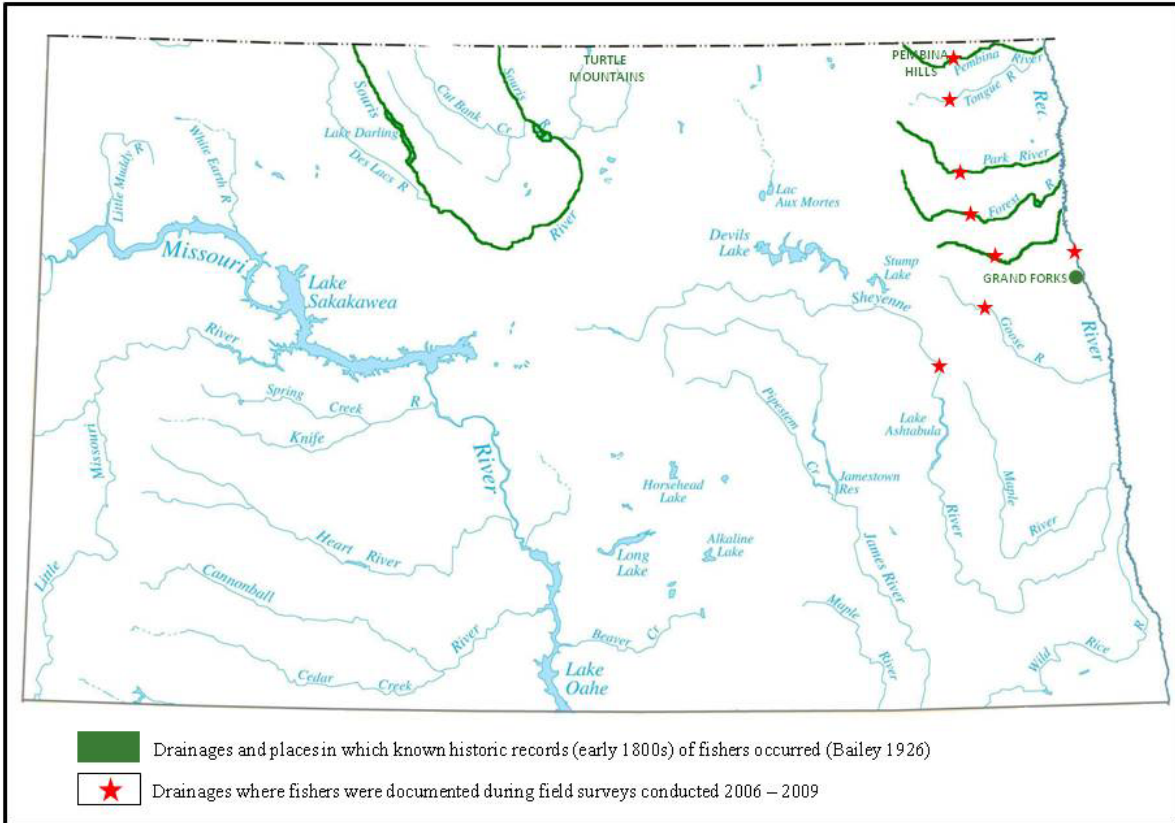 TURTLE
MOUNTAINS
PEMBINA
HILLS
Pembina River
Tongue R
Souris
Cut Bank Cr
Souris R
Lake Darling
Des Lacs R
River
Little Muddy R
White Earth R
Park River
Forest R
Lac
Aux Mortes
Devils
Lake
Stump
Lake
GRAND FORKS
Missouri
Lake
Sakakawea
Sheyenne
Goose R
River
River
Spring Creek
Knife R
Missouri
River
Pipestem Cr
Lake
Ashtabula
Maple
River
Horsehead
Lake
Jamestown
Res
River
Heart River
Long
Lake
Alkaline
Lake
James River
Little
Cannonball
River
Beaver Cr
Maple
River
Wild Rice R
Cedar Creek
Lake
Oahe
Drainages and places in which known historic records (early 1800s) of fishers occurred (Bailey 1926)
Drainages where fishers were documented during field surveys conducted 2006 – 2009